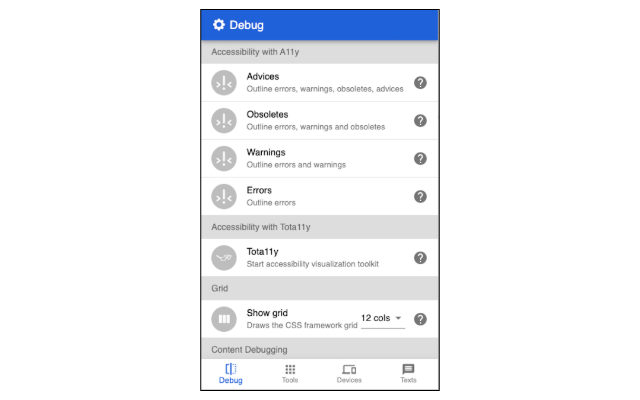 Debug
Accessibility with A11y
Advices
Outline errors, warnings, obsoletes, advices
Obsoletes
Outline errors, warnings and obsoletes
Warnings
Outline errors and warnings
Errors
Outline errors
Accessibility with Tota11y
Tota11y
Start accessibility visualization toolkit
Grid
Show grid
Draws the CSS framework grid
12 cols
Content Debugging
Debug
Tools
Devices
Texts